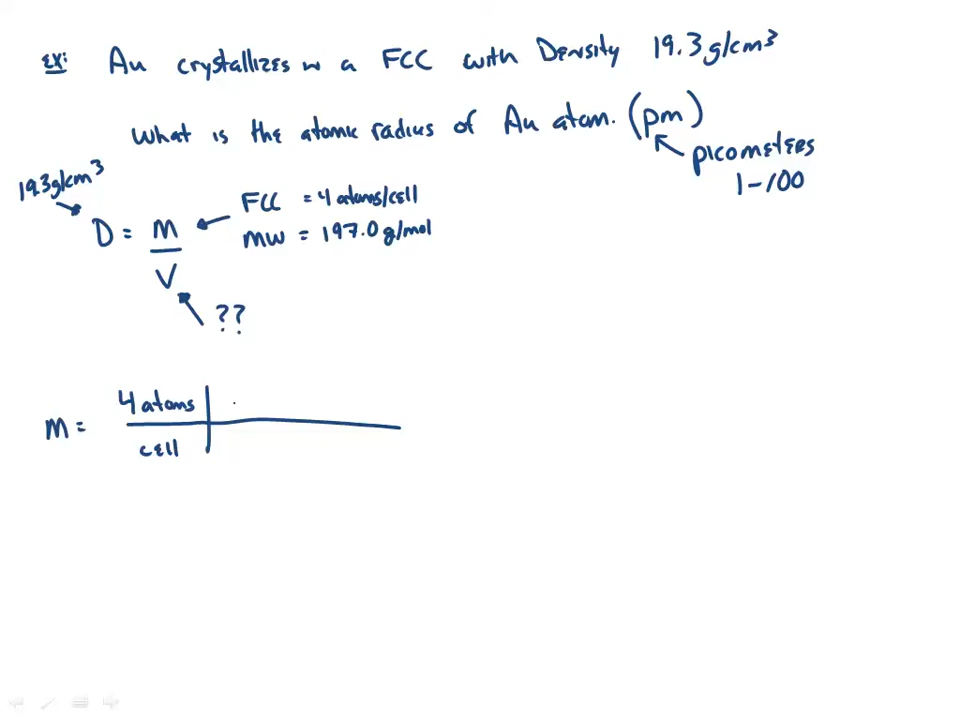 Ex: Au crystallizes in a FCC with Density 19.3 g/cm³
What is the atomic radius of Au atom. (pm)
picometers
1-100
19.3 g/cm³
D = M
V
FCC = 4 atoms/cell
MW = 197.0 g/mol
??
M = 4 atoms
cell